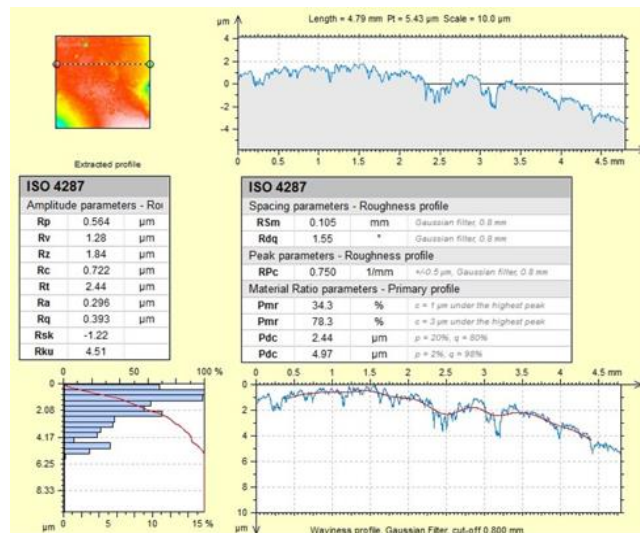 Length = 4.79 mm Pt = 5.43 µm Scale = 10.0 µm
µm
4
2
0
-2
-4
0 0.5 1 1.5 2 2.5 3 3.5 4 4.5 mm
Extracted profile
ISO 4287
Amplitude parameters - Rou
Rp 0.564 µm
Rv 1.28 µm
Rz 1.84 µm
Rc 0.722 µm
Rt 2.44 µm
Ra 0.296 µm
Rq 0.393 µm
Rsk -1.22
Rku 4.51
ISO 4287
Spacing parameters - Roughness profile
RSm 0.105 mm Gaussian filter, 0.8 mm
Rdq 1.55 ° Gaussian filter, 0.8 mm
Peak parameters - Roughness profile
RPc 0.750 1/mm +/-0.5 µm, Gaussian filter, 0.8 mm
Material Ratio parameters - Primary profile
Pmr 34.3 % c = 1 µm under the highest peak
Pmr 78.3 % c = 3 µm under the highest peak
Pdc 2.44 µm p = 20%, q = 80%
Pdc 4.97 µm p = 2%, q = 98%
0 50 100 %
0
2.08
4.17
6.25
8.33
µm
0 5 10 15 %
0 0.5 1 1.5 2 2.5 3 3.5 4 4.5 mm
0
2
4
6
8
10
µm
Waviness profile, Gaussian Filter, cut-off 0.800 mm